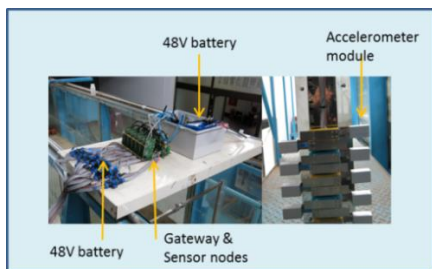 48V battery
Accelerometer
module
48V battery
Gateway &
Sensor nodes